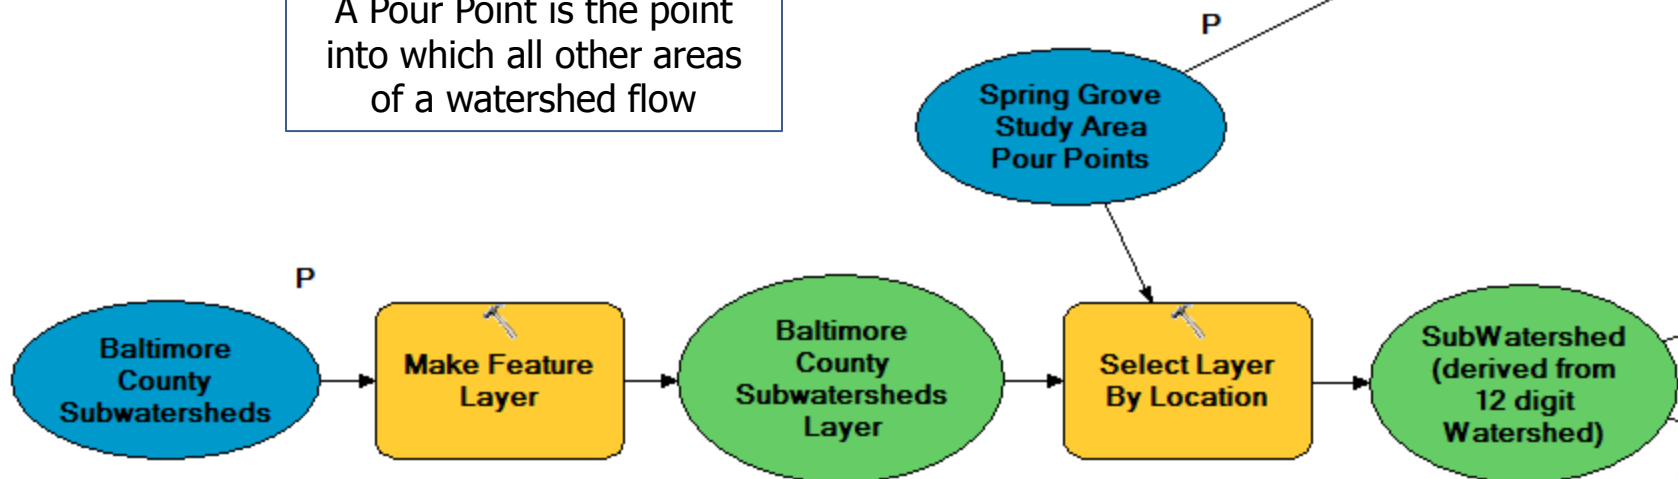 A Pour Point is the point
into which all other areas
of a watershed flow
P
Spring Grove
Study Area
Pour Points
P
Baltimore
County
Subwatersheds
Make Feature
Layer
Baltimore
County
Subwatersheds
Layer
Select Layer
By Location
SubWatershed
(derived from
12 digit
Watershed)